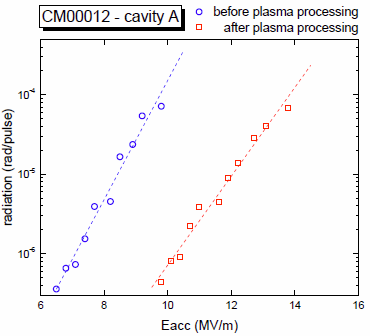 CM00012 - cavity A
before plasma processing
after plasma processing
radiation (rad/pulse)
10⁻⁴
10⁻⁵
10⁻⁶
6 8 10 12 14 16
Eacc (MV/m)